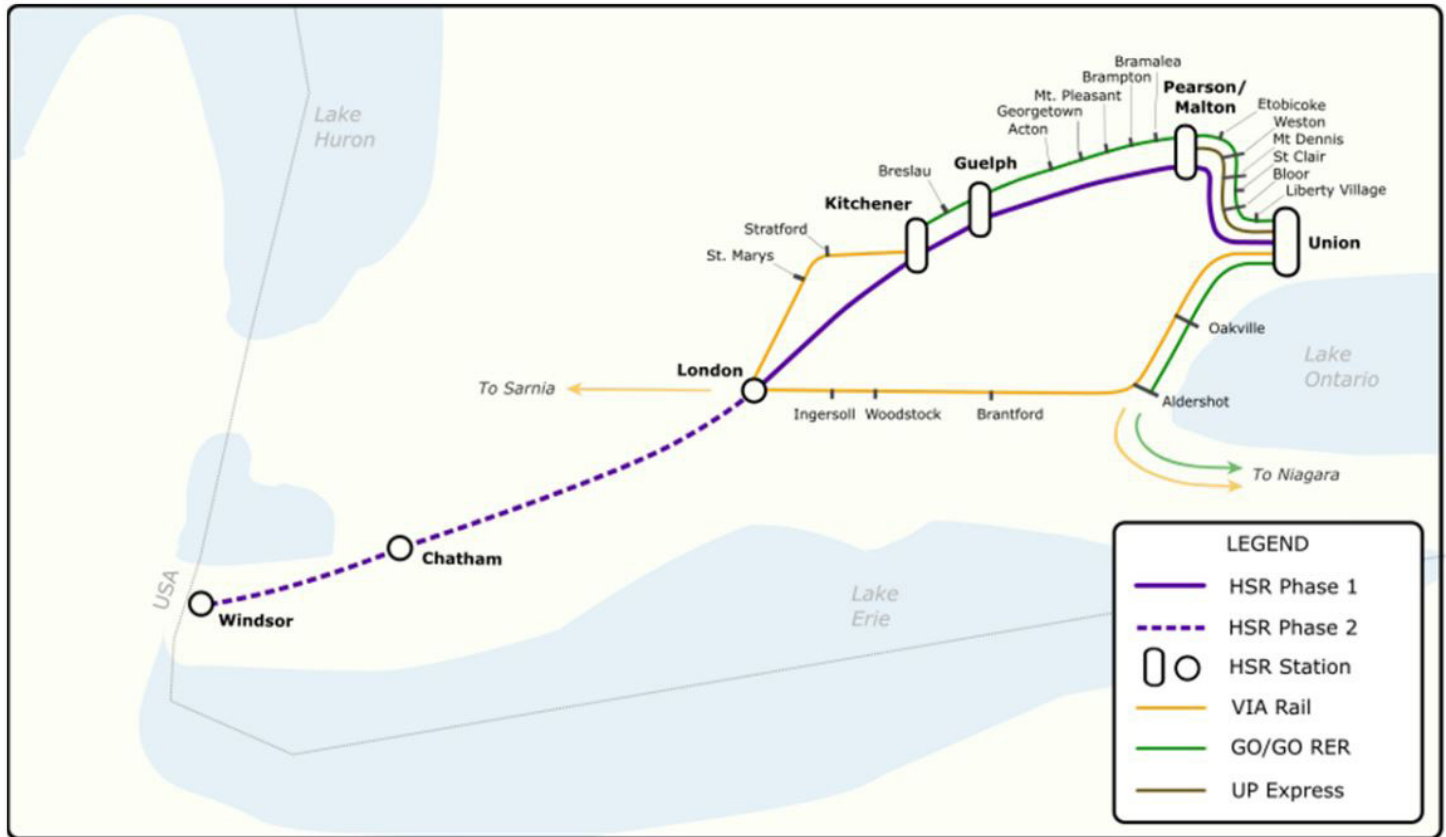 Lake
Huron
Bramalea
Brampton
Mt. Pleasant
Georgetown
Acton
Pearson/
Malton
Etobicoke
Weston
Mt Dennis
St Clair
Bloor
Liberty Village
Breslau
Guelph
Kitchener
Stratford
St. Marys
Union
Oakville
Lake
Ontario
London
To Sarnia
Ingersoll
Woodstock
Brantford
Aldershot
To Niagara
Chatham
USA
Windsor
Lake
Erie
LEGEND
HSR Phase 1
HSR Phase 2
HSR Station
VIA Rail
GO/GO RER
UP Express